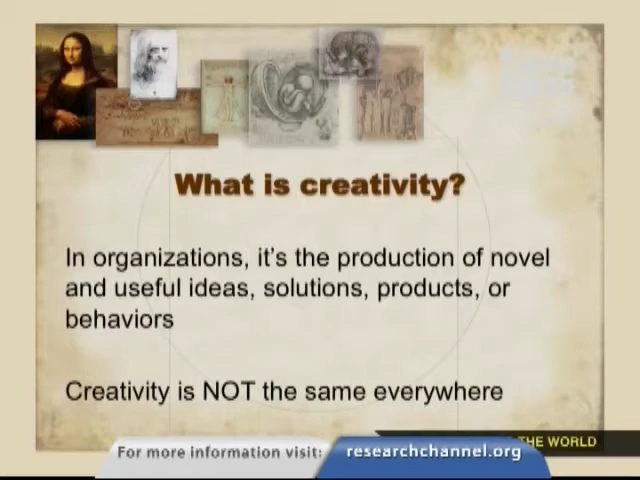 What is creativity?
In organizations, it's the production of novel
and useful ideas, solutions, products, or
behaviors
Creativity is NOT the same everywhere
THE WORLD
For more information visit: researchchannel.org